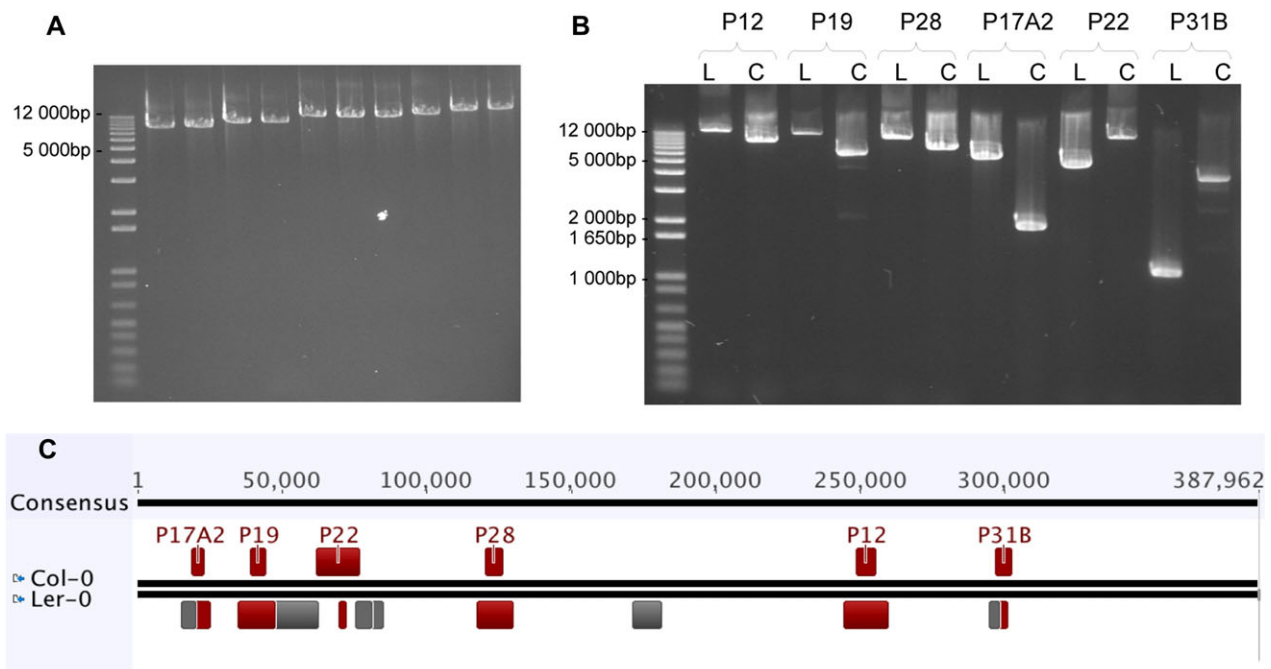 A
12 000bp
5 000bp
B
P12 P19 P28 P17A2 P22 P31B
L C L C L C L C L C L C
12 000bp
5 000bp
2 000bp
1 650bp
1 000bp
C
1 50,000 100,000 150,000 200,000 250,000 300,000 387,962
Consensus
P17A2 P19 P22 P28 P12 P31B
Col-0
Ler-0